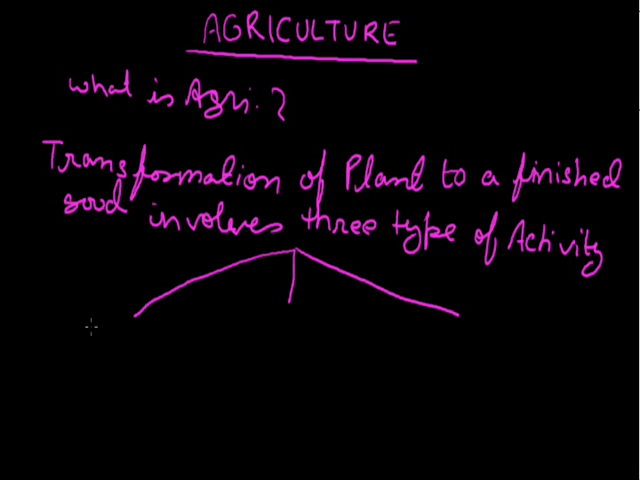 AGRICULTURE
what is Agri. ?
Transformation of Plant to a finished
good involves three type of Activity